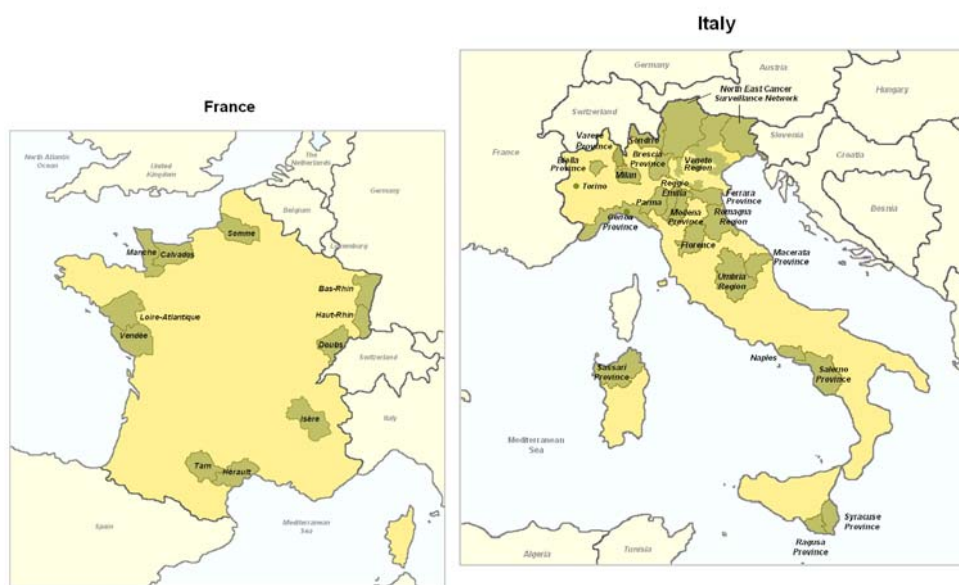 France
North Atlantic
Ocean
United
Kingdom
The
Netherlands
Germany
Belgium
Luxemburg
Somme
Manche
Calvados
Bas-Rhin
Haut-Rhin
Loire-Atlantique
Vendée
Doubs
Switzerland
Isère
Italy
Tarn
Hérault
Spain
Mediterranean
Sea
Italy
Germany
Austria
Hungary
Switzerland
North East Cancer
Surveillance Network
Slovenia
France
Croatia
Varese
Province
Sondrio
Biella
Province
Brescia
Province
Veneto
Region
Milan
Torino
Reggio
Emilia
Ferrara
Province
Parma
Bosnia
Genoa
Province
Modena
Province
Romagna
Region
Florence
Macerata
Province
Umbria
Region
Naples
Salerno
Province
Sassari
Province
Mediterranean
Sea
Syracuse
Province
Ragusa
Province
Algeria
Tunisia